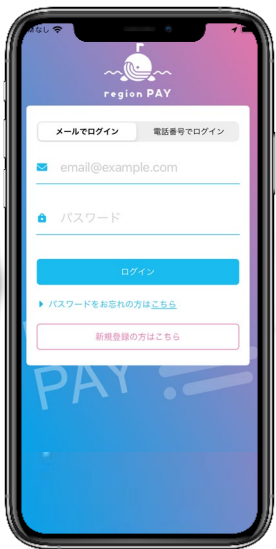 region PAY
メールでログイン
電話番号でログイン
email@example.com
パスワード
ログイン
パスワードをお忘れの方はこちら
新規登録の方はこちら
PAY